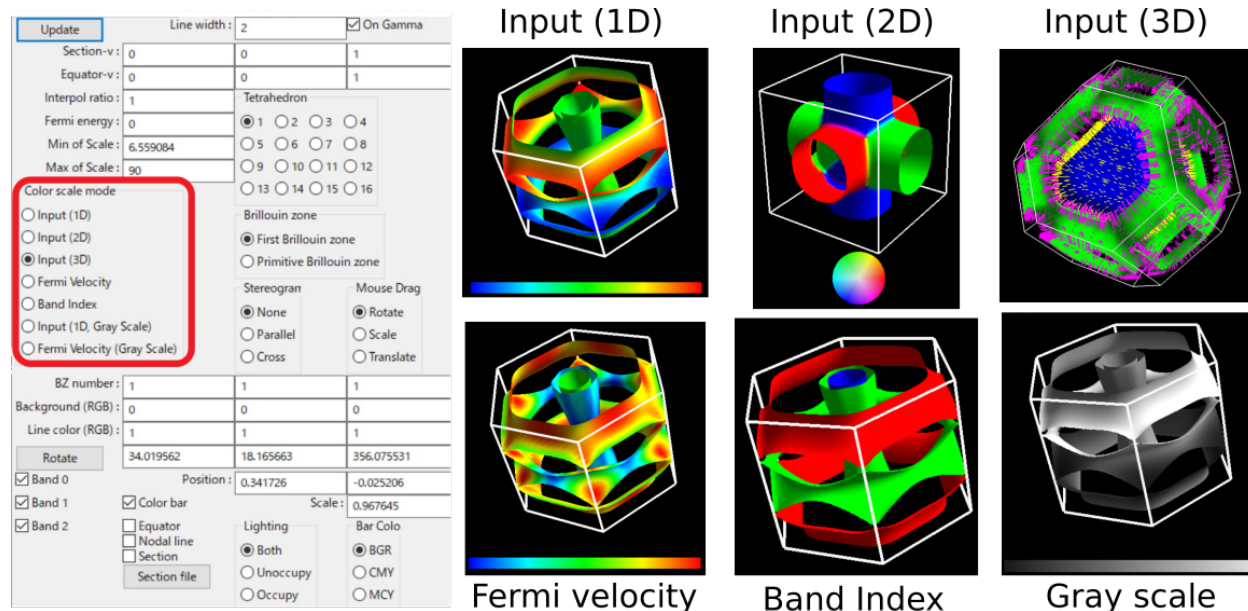 Update
Line width :
2
On Gamma
Section-v :
0
0
1
Equator-v :
0
0
1
Interpol ratio :
1
Fermi energy :
0
Min of Scale :
6.559084
Max of Scale :
90
Tetrahedron
1 2 3 4
5 6 7 8
9 10 11 12
13 14 15 16
Color scale mode
Input (1D)
Input (2D)
Input (3D)
Fermi Velocity
Band Index
Input (1D, Gray Scale)
Fermi Velocity (Gray Scale)
Brillouin zone
First Brillouin zone
Primitive Brillouin zone
Stereogran
None
Parallel
Cross
Mouse Drag
Rotate
Scale
Translate
BZ number :
1
1
1
Background (RGB) :
0
0
0
Line color (RGB) :
1
1
1
Rotate
34.019562
18.165663
356.075531
Band 0
Position :
0.341726
-0.025206
Band 1
Color bar
Scale :
0.967645
Band 2
Equator
Nodal line
Section
Section file
Lighting
Both
Unoccupy
Occupy
Bar Colo
BGR
CMY
MCY
Input (1D)
Input (2D)
Input (3D)
Fermi velocity
Band Index
Gray scale